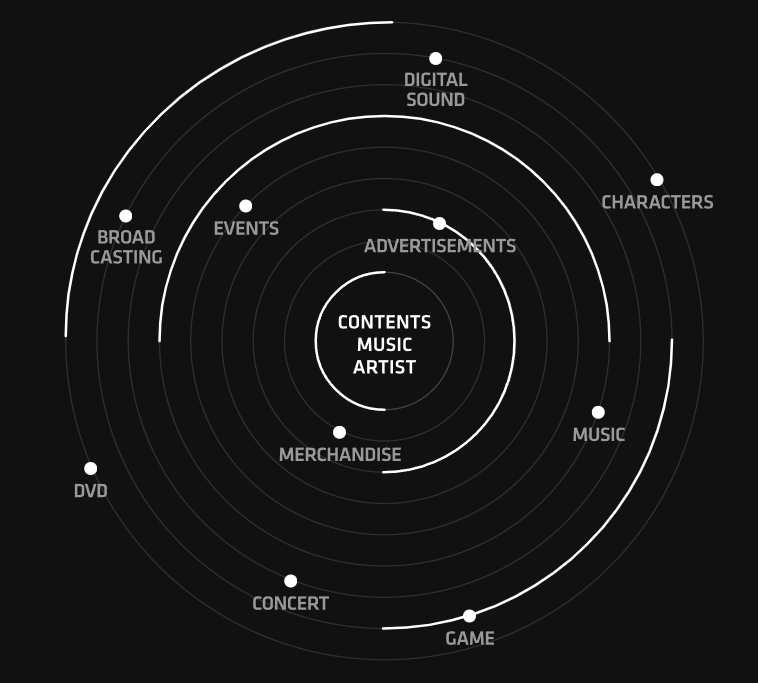 DIGITAL
SOUND
CHARACTERS
EVENTS
BROAD
CASTING
ADVERTISEMENTS
CONTENTS
MUSIC
ARTIST
MUSIC
MERCHANDISE
DVD
CONCERT
GAME